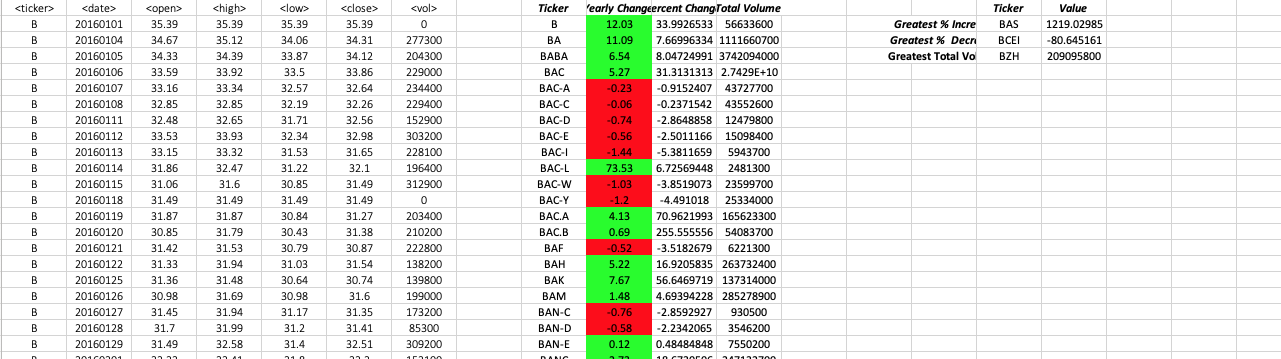 <ticker> <date> <open> <high> <low> <close> <vol> Ticker Yearly Change Percent Chang Total Volume Ticker Value
B 20160101 35.39 35.39 35.39 35.39 0 B 12.03 33.9926533 56633600 Greatest % Incre BAS 1219.02985
B 20160104 34.67 35.12 34.06 34.31 277300 BA 11.09 7.66996334 1111660700 Greatest % Decre BCEI -80.645161
B 20160105 34.33 34.39 33.87 34.12 204300 BABA 6.54 8.04724991 3742094000 Greatest Total Vo BZH 209095800
B 20160106 33.59 33.92 33.5 33.86 229000 BAC 5.27 31.3131313 2.7429E+10
B 20160107 33.16 33.34 32.57 32.64 234400 BAC-A -0.23 -0.9152407 43727700
B 20160108 32.85 32.85 32.19 32.26 229400 BAC-C -0.06 -0.2371542 43552600
B 20160111 32.48 32.65 31.71 32.56 152900 BAC-D -0.74 -2.8648858 12479800
B 20160112 33.53 33.93 32.34 32.98 303200 BAC-E -0.56 -2.5011166 15098400
B 20160113 33.15 33.32 31.53 31.65 228100 BAC-I -1.44 -5.3811659 5943700
B 20160114 31.86 32.47 31.22 32.1 196400 BAC-L 73.53 6.72569448 2481300
B 20160115 31.06 31.6 30.85 31.49 312900 BAC-W -1.03 -3.8519073 23599700
B 20160118 31.49 31.49 31.49 31.49 0 BAC-Y -1.2 -4.491018 25334000
B 20160119 31.87 31.87 30.84 31.27 203400 BAC.A 4.13 70.9621993 165623300
B 20160120 30.85 31.79 30.43 31.38 210200 BAC.B 0.69 255.555556 54083700
B 20160121 31.42 31.53 30.79 30.87 222800 BAF -0.52 -3.5182679 6221300
B 20160122 31.33 31.94 31.03 31.54 138200 BAH 5.22 16.9205835 263732400
B 20160125 31.36 31.48 30.64 30.74 139800 BAK 7.67 56.6469719 137314000
B 20160126 30.98 31.69 30.98 31.6 199000 BAM 1.48 4.69394228 285278900
B 20160127 31.45 31.94 31.17 31.35 173200 BAN-C -0.76 -2.8592927 930500
B 20160128 31.7 31.99 31.2 31.41 85300 BAN-D -0.58 -2.2342065 3546200
B 20160129 31.49 32.58 31.4 32.51 309200 BAN-E 0.12 0.48484848 7550200